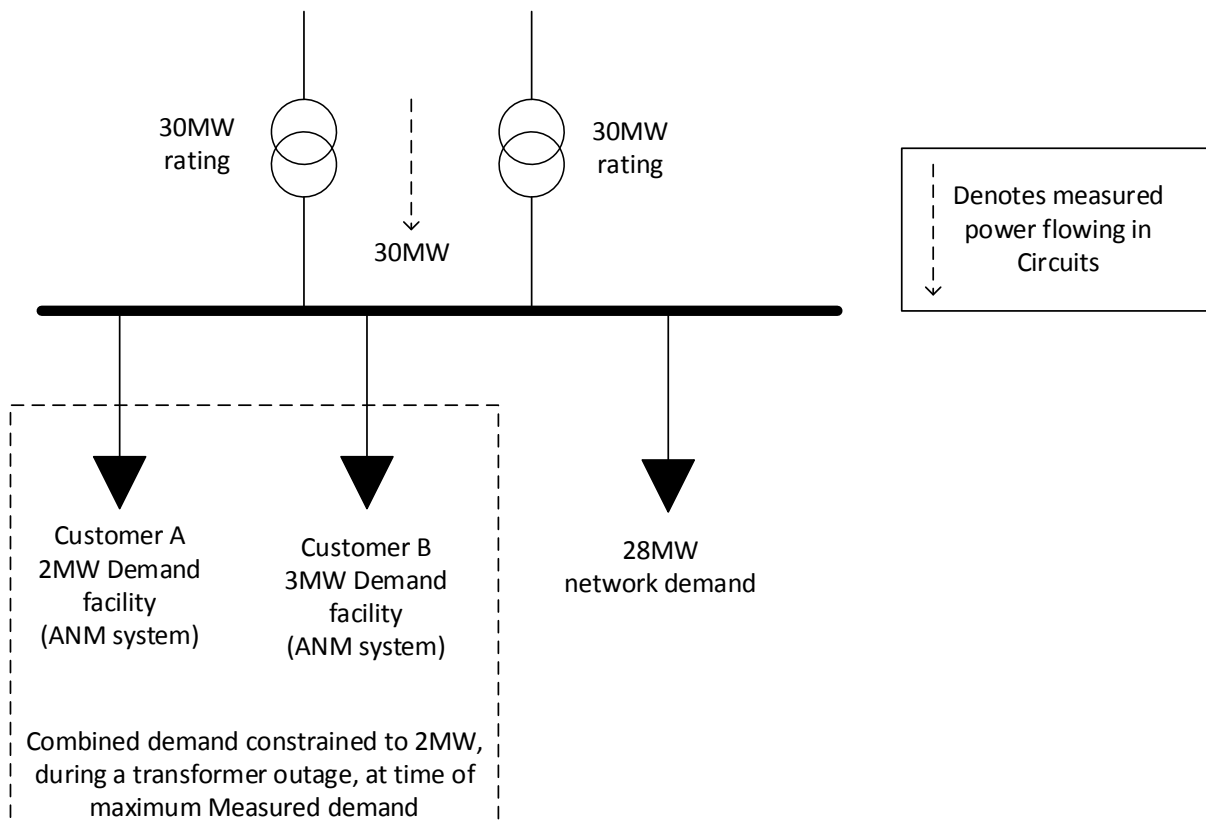 30MW
rating
30MW
30MW
rating
Denotes measured
power flowing in
Circuits
Customer A
2MW Demand
facility
(ANM system)
Customer B
3MW Demand
facility
(ANM system)
28MW
network demand
Combined demand constrained to 2MW,
during a transformer outage, at time of
maximum Measured demand